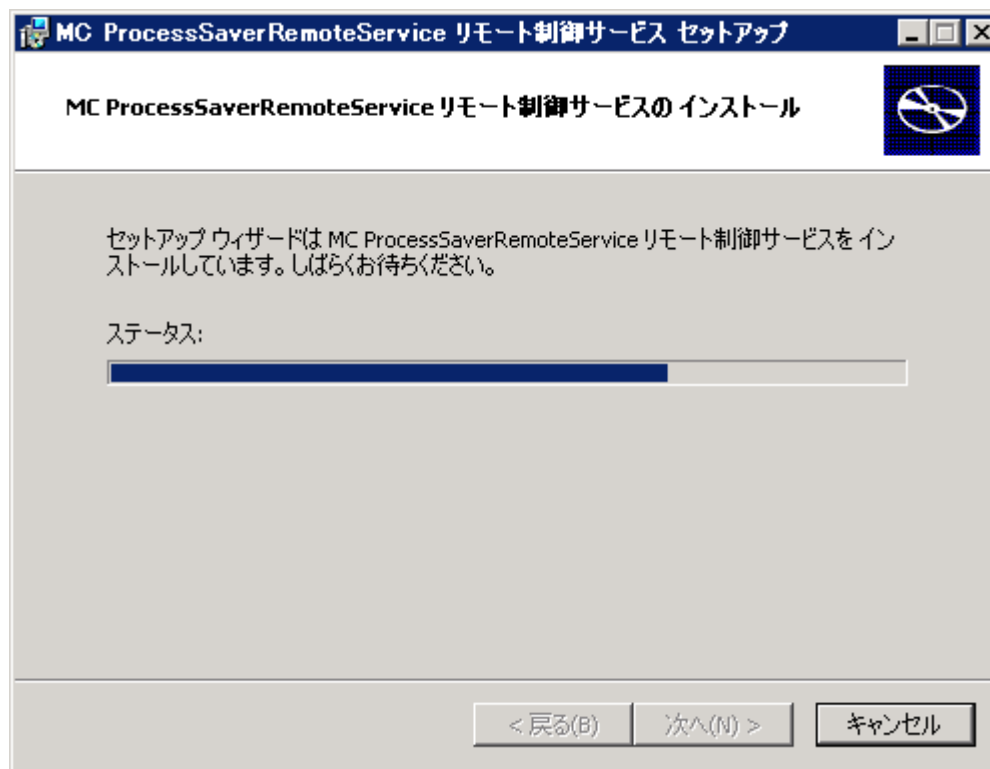 MC ProcessSaverRemoteService リモート制御サービス セットアップ
MC ProcessSaverRemoteService リモート制御サービスの インストール
セットアップ ウィザードは MC ProcessSaverRemoteService リモート制御サービスを イン
ストールしています。しばらくお待ちください。
ステータス:
< 戻る(B)
次へ(N) >
キャンセル